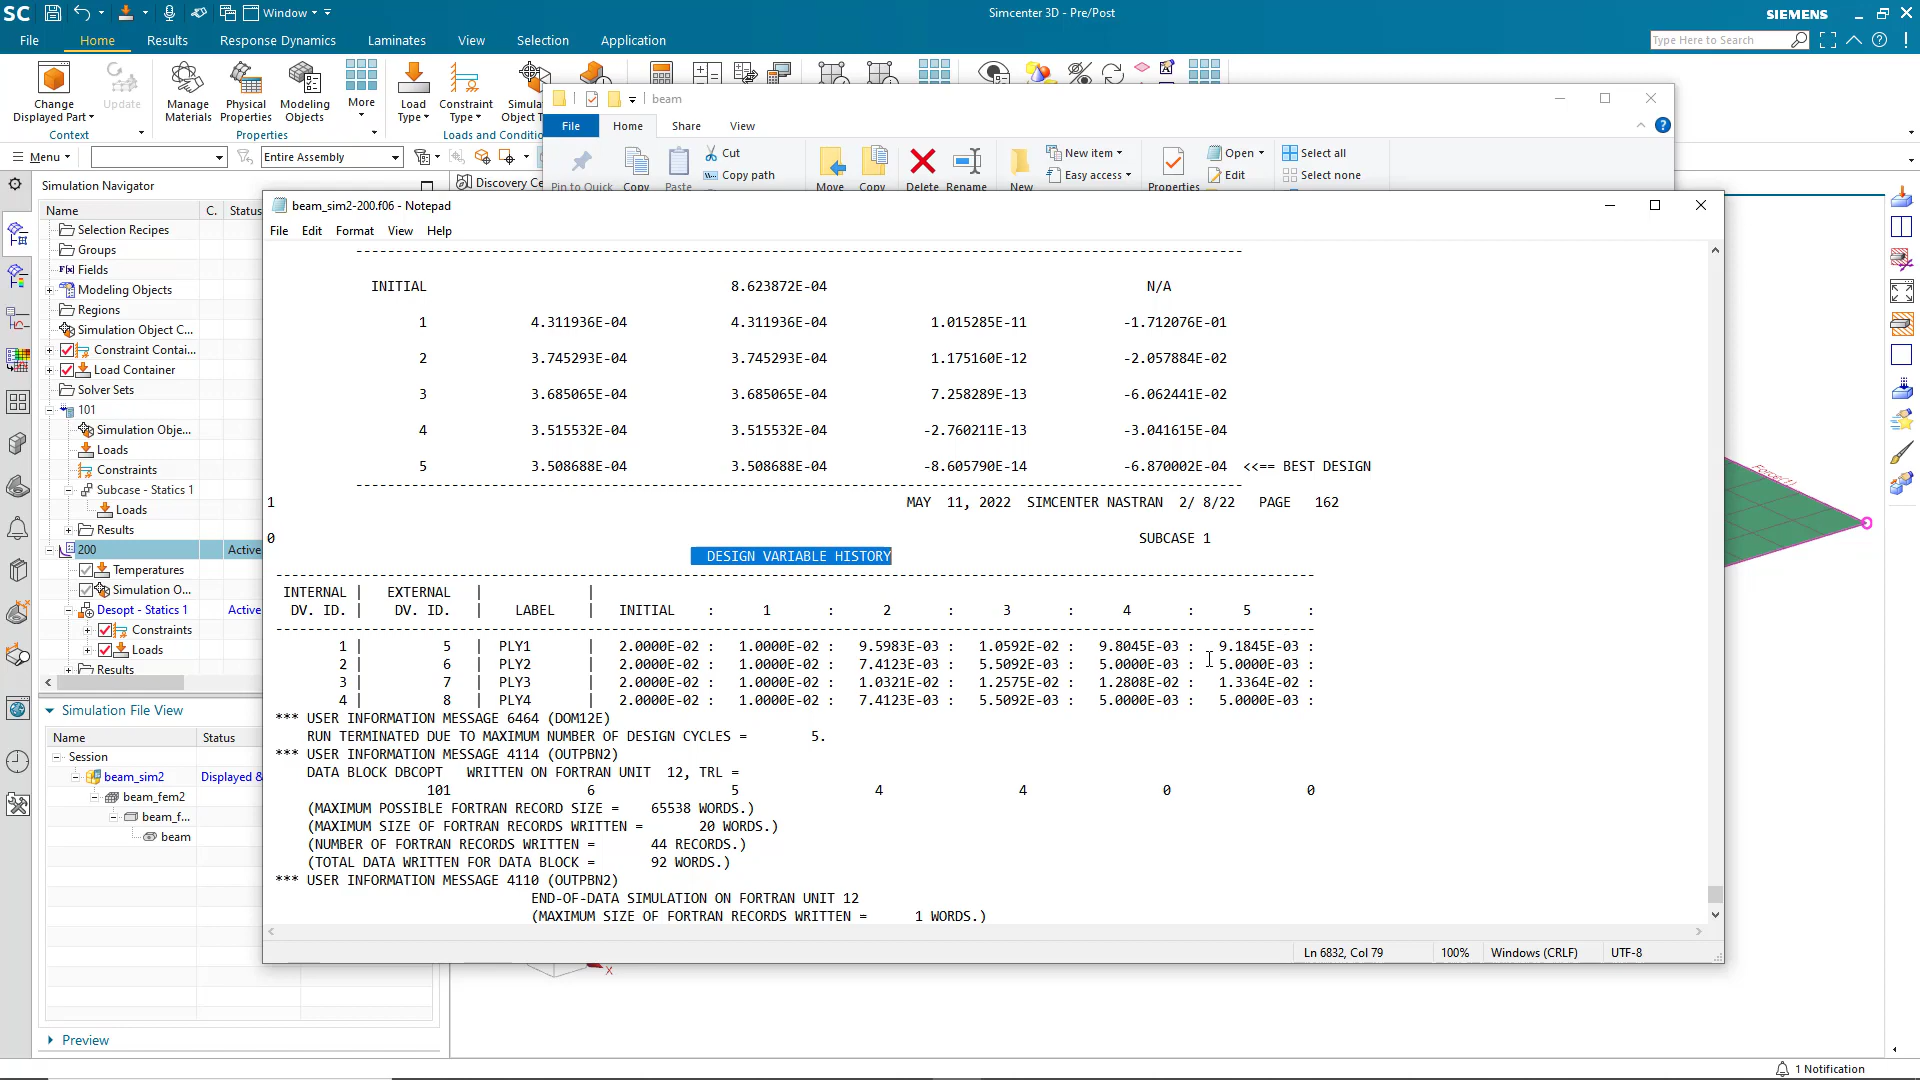 SC
Window
Simcenter 3D - Pre/Post
SIEMENS
File
Home
Results
Response Dynamics
Laminates
View
Selection
Application
Type Here to Search
Change
Displayed Part
Update
Manage
Materials
Physical
Properties
Modeling
Objects
More
Load
Type
Constraint
Type
Simulat
Object T
Context
Properties
Loads and Conditio
Menu
Entire Assembly
Discovery Ce
beam
File
Home
Share
View
Pin to Quick
Copy
Paste
Cut
Copy path
Move
Copy
Delete
Rename
New
New item
Easy access
Properties
Open
Edit
Select all
Select none
Simulation Navigator
Name
C.
Status
Selection Recipes
Groups
Fields
Modeling Objects
Regions
Simulation Object C...
Constraint Contai...
Load Container
Solver Sets
101
Simulation Obje...
Loads
Constraints
Subcase - Statics 1
Loads
Results
200
Active
Temperatures
Simulation O...
Desopt - Statics 1
Active
Constraints
Loads
Results
Simulation File View
Name
Status
Session
beam_sim2
Displayed &
beam_fem2
beam_f...
beam
Preview
beam_sim2-200.f06 - Notepad
File Edit Format View Help
----------------------------------------------------------------------------------------------------------------
INITIAL 8.623872E-04 N/A
1 4.311936E-04 4.311936E-04 1.015285E-11 -1.712076E-01
2 3.745293E-04 3.745293E-04 1.175160E-12 -2.057884E-02
3 3.685065E-04 3.685065E-04 7.258289E-13 -6.062441E-02
4 3.515532E-04 3.515532E-04 -2.760211E-13 -3.041615E-04
5 3.508688E-04 3.508688E-04 -8.605790E-14 -6.870002E-04 <<== BEST DESIGN
----------------------------------------------------------------------------------------------------------------
1 MAY 11, 2022 SIMCENTER NASTRAN 2/ 8/22 PAGE 162
0 SUBCASE 1
DESIGN VARIABLE HISTORY
----------------------------------------------------------------------------------------------------------------------------------
INTERNAL | EXTERNAL | |
DV. ID. | DV. ID. | LABEL | INITIAL : 1 : 2 : 3 : 4 : 5 :
----------------------------------------------------------------------------------------------------------------------------------
1 | 5 | PLY1 | 2.0000E-02 : 1.0000E-02 : 9.5983E-03 : 1.0592E-02 : 9.8045E-03 : 9.1845E-03 :
2 | 6 | PLY2 | 2.0000E-02 : 1.0000E-02 : 7.4123E-03 : 5.5092E-03 : 5.0000E-03 : 5.0000E-03 :
3 | 7 | PLY3 | 2.0000E-02 : 1.0000E-02 : 1.0321E-02 : 1.2575E-02 : 1.2808E-02 : 1.3364E-02 :
4 | 8 | PLY4 | 2.0000E-02 : 1.0000E-02 : 7.4123E-03 : 5.5092E-03 : 5.0000E-03 : 5.0000E-03 :
*** USER INFORMATION MESSAGE 6464 (DOM12E)
RUN TERMINATED DUE TO MAXIMUM NUMBER OF DESIGN CYCLES = 5.
*** USER INFORMATION MESSAGE 4114 (OUTPBN2)
DATA BLOCK DBCOPT WRITTEN ON FORTRAN UNIT 12, TRL =
101 6 5 4 4 0 0
(MAXIMUM POSSIBLE FORTRAN RECORD SIZE = 65538 WORDS.)
(MAXIMUM SIZE OF FORTRAN RECORDS WRITTEN = 20 WORDS.)
(NUMBER OF FORTRAN RECORDS WRITTEN = 44 RECORDS.)
(TOTAL DATA WRITTEN FOR DATA BLOCK = 92 WORDS.)
*** USER INFORMATION MESSAGE 4110 (OUTPBN2)
END-OF-DATA SIMULATION ON FORTRAN UNIT 12
(MAXIMUM SIZE OF FORTRAN RECORDS WRITTEN = 1 WORDS.)
Ln 6832, Col 79
100%
Windows (CRLF)
UTF-8
X
1 Notification